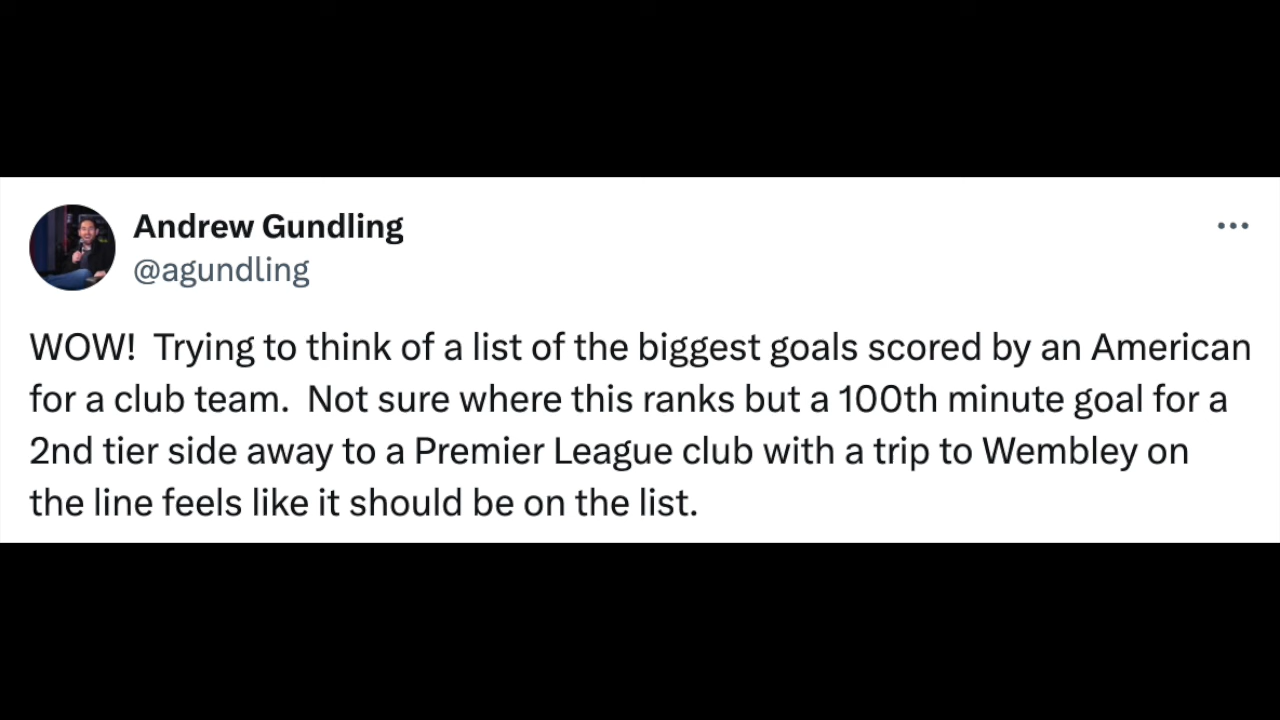 Andrew Gundling
@agundling
WOW!  Trying to think of a list of the biggest goals scored by an American
for a club team.  Not sure where this ranks but a 100th minute goal for a
2nd tier side away to a Premier League club with a trip to Wembley on
the line feels like it should be on the list.